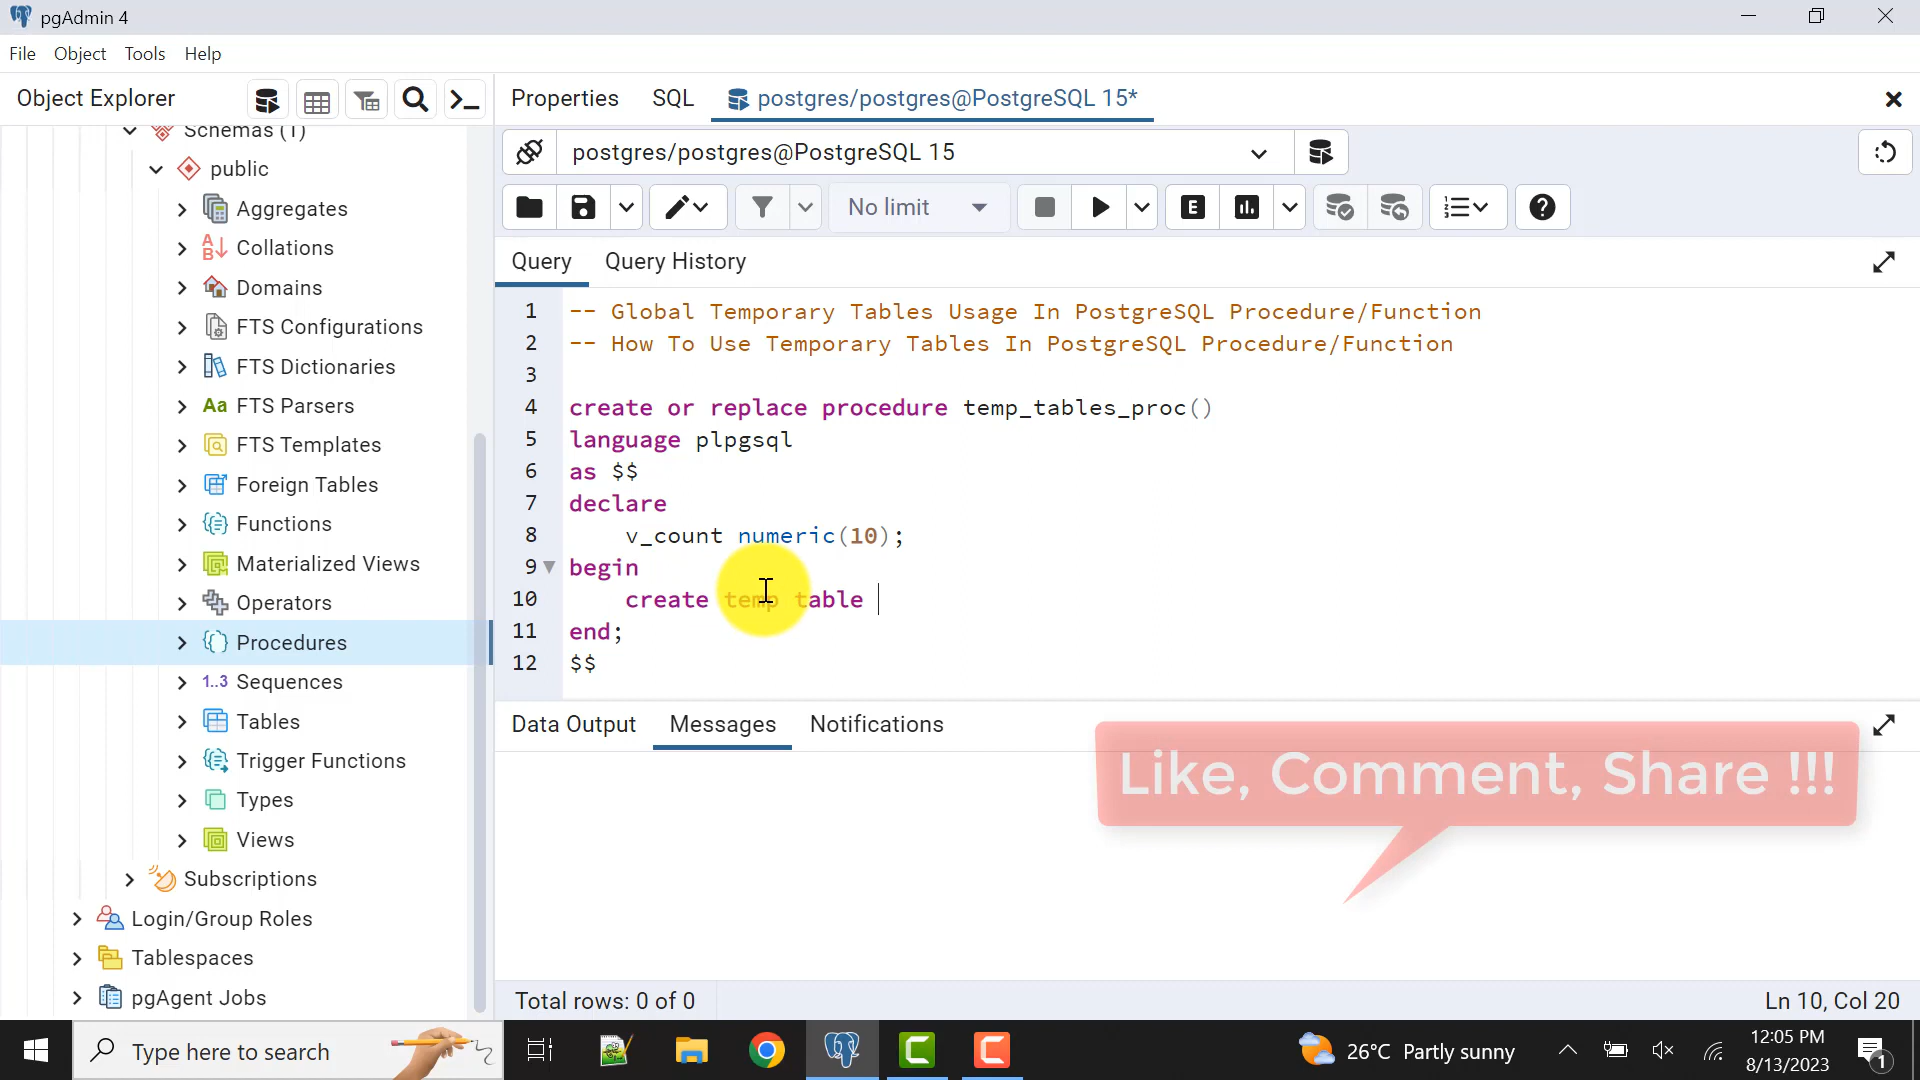 pgAdmin 4
File Object Tools Help
Object Explorer
Properties SQL postgres/postgres@PostgreSQL 15*
postgres/postgres@PostgreSQL 15
No limit
E
Query Query History
Schemas (1)
public
Aggregates
Collations
Domains
FTS Configurations
FTS Dictionaries
Aa FTS Parsers
FTS Templates
Foreign Tables
Functions
Materialized Views
Operators
Procedures
1..3 Sequences
Tables
Trigger Functions
Types
Views
Subscriptions
Login/Group Roles
Tablespaces
pgAgent Jobs
1 -- Global Temporary Tables Usage In PostgreSQL Procedure/Function
2 -- How To Use Temporary Tables In PostgreSQL Procedure/Function
3
4 create or replace procedure temp_tables_proc()
5 language plpgsql
6 as $$
7 declare
8 v_count numeric(10);
9 begin
10 create temp table
11 end;
12 $$
Data Output Messages Notifications
Like, Comment, Share !!!
Total rows: 0 of 0
Ln 10, Col 20
Type here to search
26°C Partly sunny
12:05 PM
8/13/2023
1